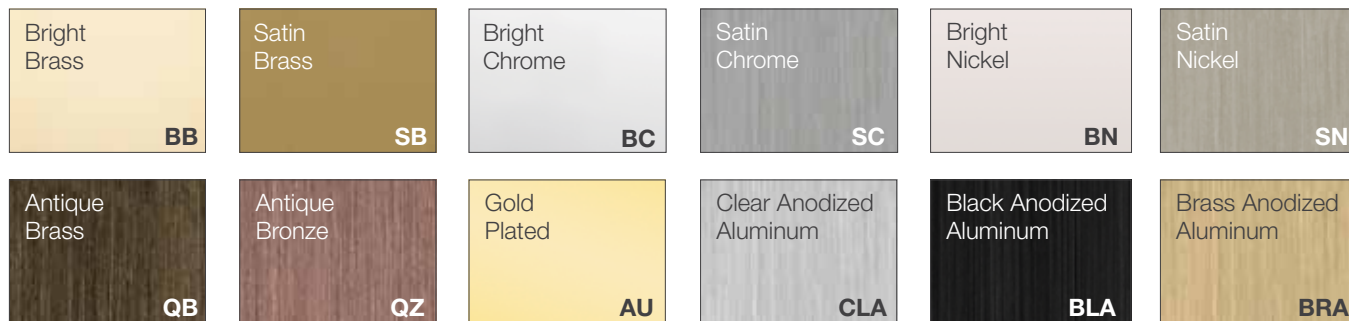 Bright
Brass
BB
Satin
Brass
SB
Bright
Chrome
BC
Satin
Chrome
SC
Bright
Nickel
BN
Satin
Nickel
SN
Antique
Brass
QB
Antique
Bronze
QZ
Gold
Plated
AU
Clear Anodized
Aluminum
CLA
Black Anodized
Aluminum
BLA
Brass Anodized
Aluminum
BRA